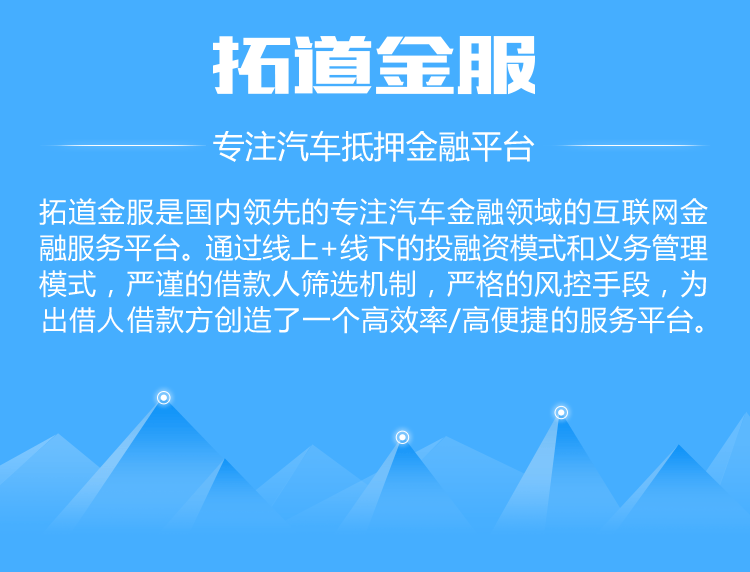 拓道金服
专注汽车抵押金融平台
拓道金服是国内领先的专注汽车金融领域的互联网金
融服务平台。通过线上+线下的投融资模式和义务管理
模式，严谨的借款人筛选机制，严格的风控手段，为
出借人借款方创造了一个高效率/高便捷的服务平台。